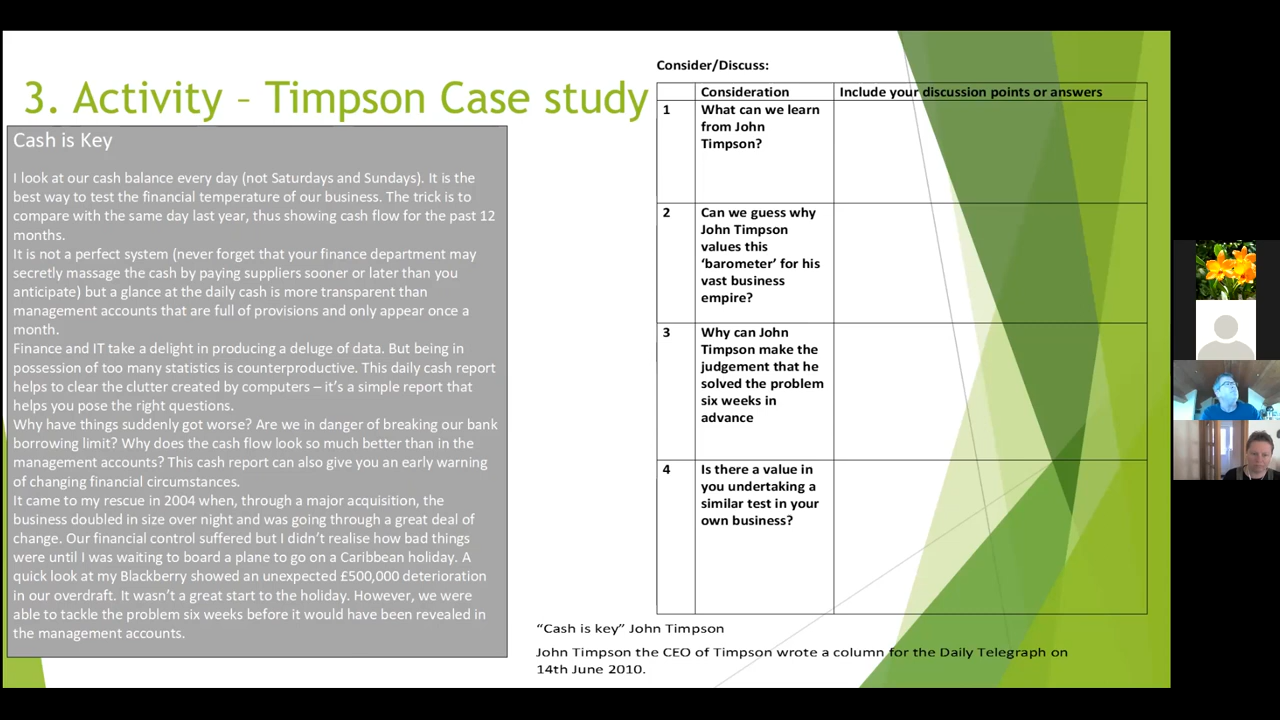 3. Activity – Timpson Case study
Cash is Key
I look at our cash balance every day (not Saturdays and Sundays). It is the
best way to test the financial temperature of our business. The trick is to
compare with the same day last year, thus showing cash flow for the past 12
months.
It is not a perfect system (never forget that your finance department may
secretly massage the cash by paying suppliers sooner or later than you
anticipate) but a glance at the daily cash is more transparent than
management accounts that are full of provisions and only appear once a
month.
Finance and IT take a delight in producing a deluge of data. But being in
possession of too many statistics is counterproductive. This daily cash report
helps to clear the clutter created by computers – it’s a simple report that
helps you pose the right questions.
Why have things suddenly got worse? Are we in danger of breaking our bank
borrowing limit? Why does the cash flow look so much better than in the
management accounts? This cash report can also give you an early warning
of changing financial circumstances.
It came to my rescue in 2004 when, through a major acquisition, the
business doubled in size over night and was going through a great deal of
change. Our financial control suffered but I didn’t realise how bad things
were until I was waiting to board a plane to go on a Caribbean holiday. A
quick look at my Blackberry showed an unexpected £500,000 deterioration
in our overdraft. It wasn’t a great start to the holiday. However, we were
able to tackle the problem six weeks before it would have been revealed in
the management accounts.
Consider/Discuss:
Consideration Include your discussion points or answers
1 What can we learn
from John
Timpson?
2 Can we guess why
John Timpson
values this
‘barometer’ for his
vast business
empire?
3 Why can John
Timpson make the
judgement that he
solved the problem
six weeks in
advance
4 Is there a value in
you undertaking a
similar test in your
own business?
“Cash is key” John Timpson
John Timpson the CEO of Timpson wrote a column for the Daily Telegraph on
14th June 2010.